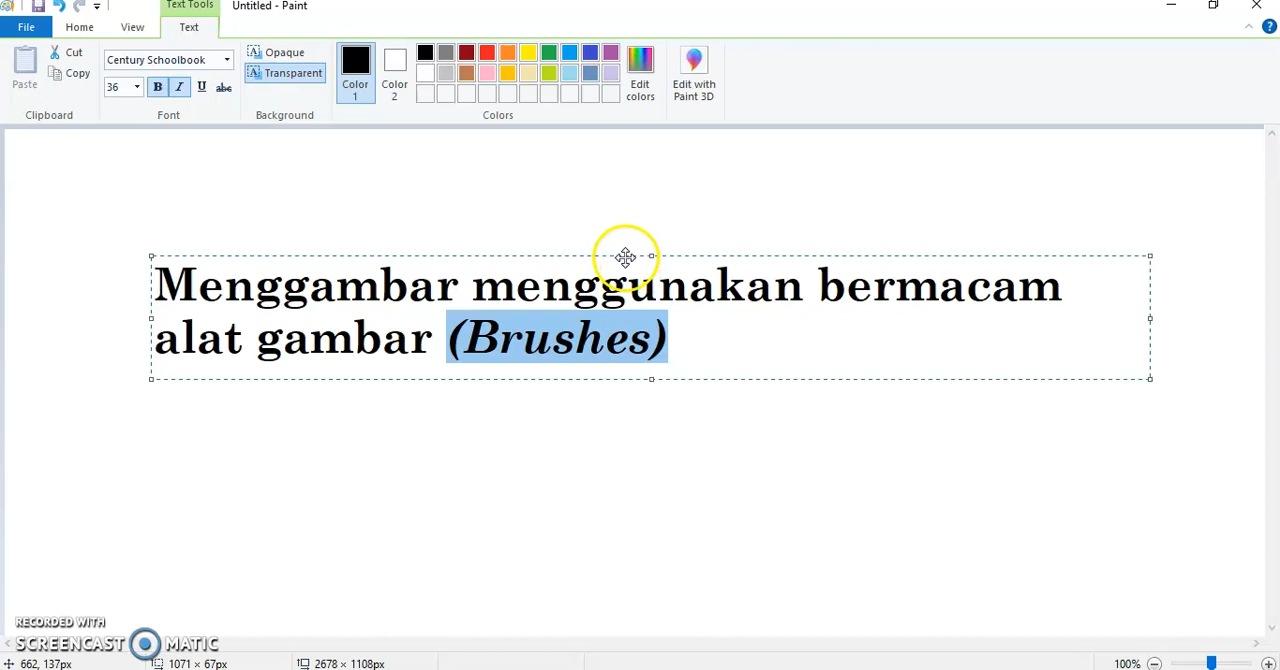 Text Tools
Untitled - Paint
File Home View Text
Paste
Cut
Copy
Clipboard
Century Schoolbook
36 B I U abc
Font
Opaque
Transparent
Background
Color 1
Color 2
Colors
Edit colors
Edit with Paint 3D
Menggambar menggunakan bermacam
alat gambar (Brushes)
RECORDED WITH
SCREENCAST MATIC
662, 137px 1071 × 67px 2678 × 1108px 100%